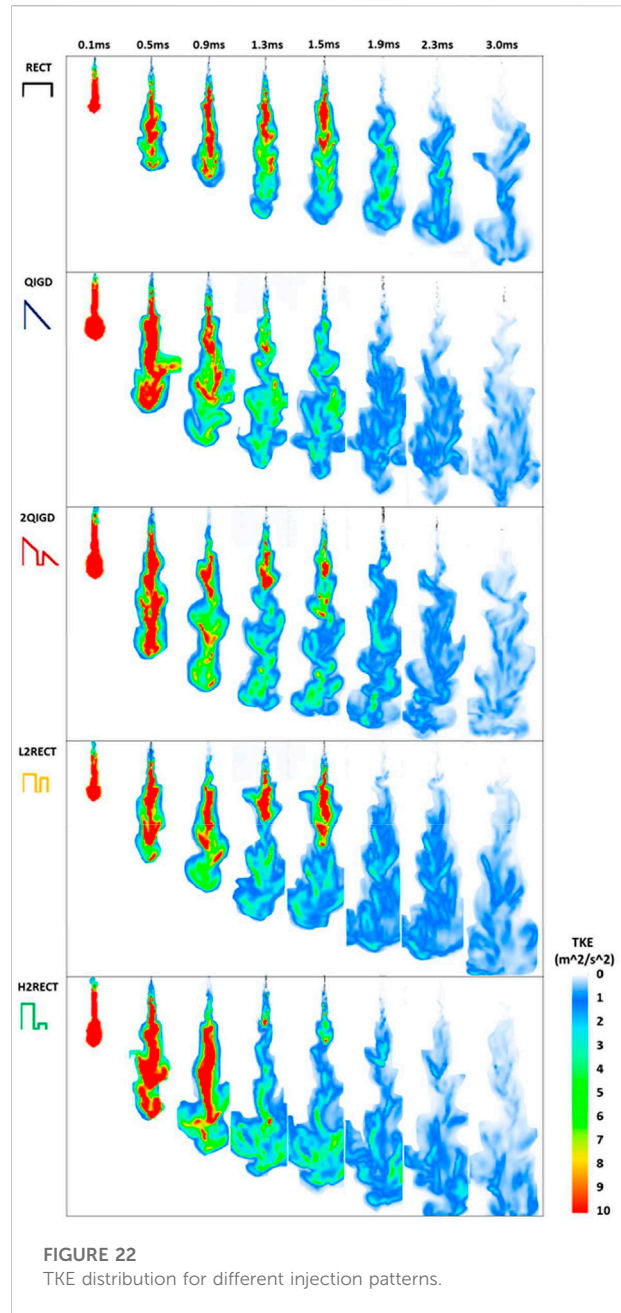 0.1ms 0.5ms 0.9ms 1.3ms 1.5ms 1.9ms 2.3ms 3.0ms
RECT
QIGD
2QIGD
L2RECT
H2RECT
TKE
(m^2/s^2)
0
1
2
3
4
5
6
7
8
9
10
FIGURE 22
TKE distribution for different injection patterns.